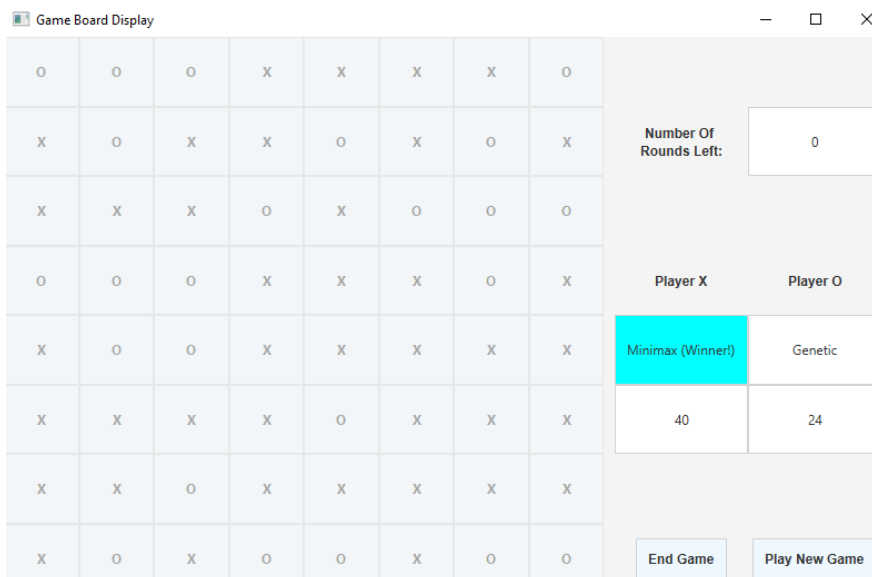 Game Board Display
O O O X X X X O
X O X X O X O X
Number Of
Rounds Left:
0
X X X O X O O O
O O O X X X O X
Player X Player O
X O O X X X X X
Minimax (Winner!) Genetic
X X X X O X X X
40 24
X X O X X X X X
X O X O O X O O
End Game Play New Game